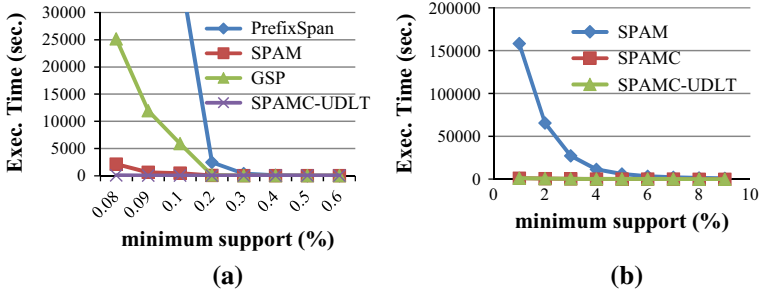 Exec. Time (sec.)
30000
25000
20000
15000
10000
5000
0
0.08
0.09
0.1
0.2
0.3
0.4
0.5
0.6
minimum support (%)
PrefixSpan
SPAM
GSP
SPAMC-UDLT
(a)
Exec. Time (sec.)
200000
150000
100000
50000
0
0 2 4 6 8 10
minimum support (%)
SPAM
SPAMC
SPAMC-UDLT
(b)